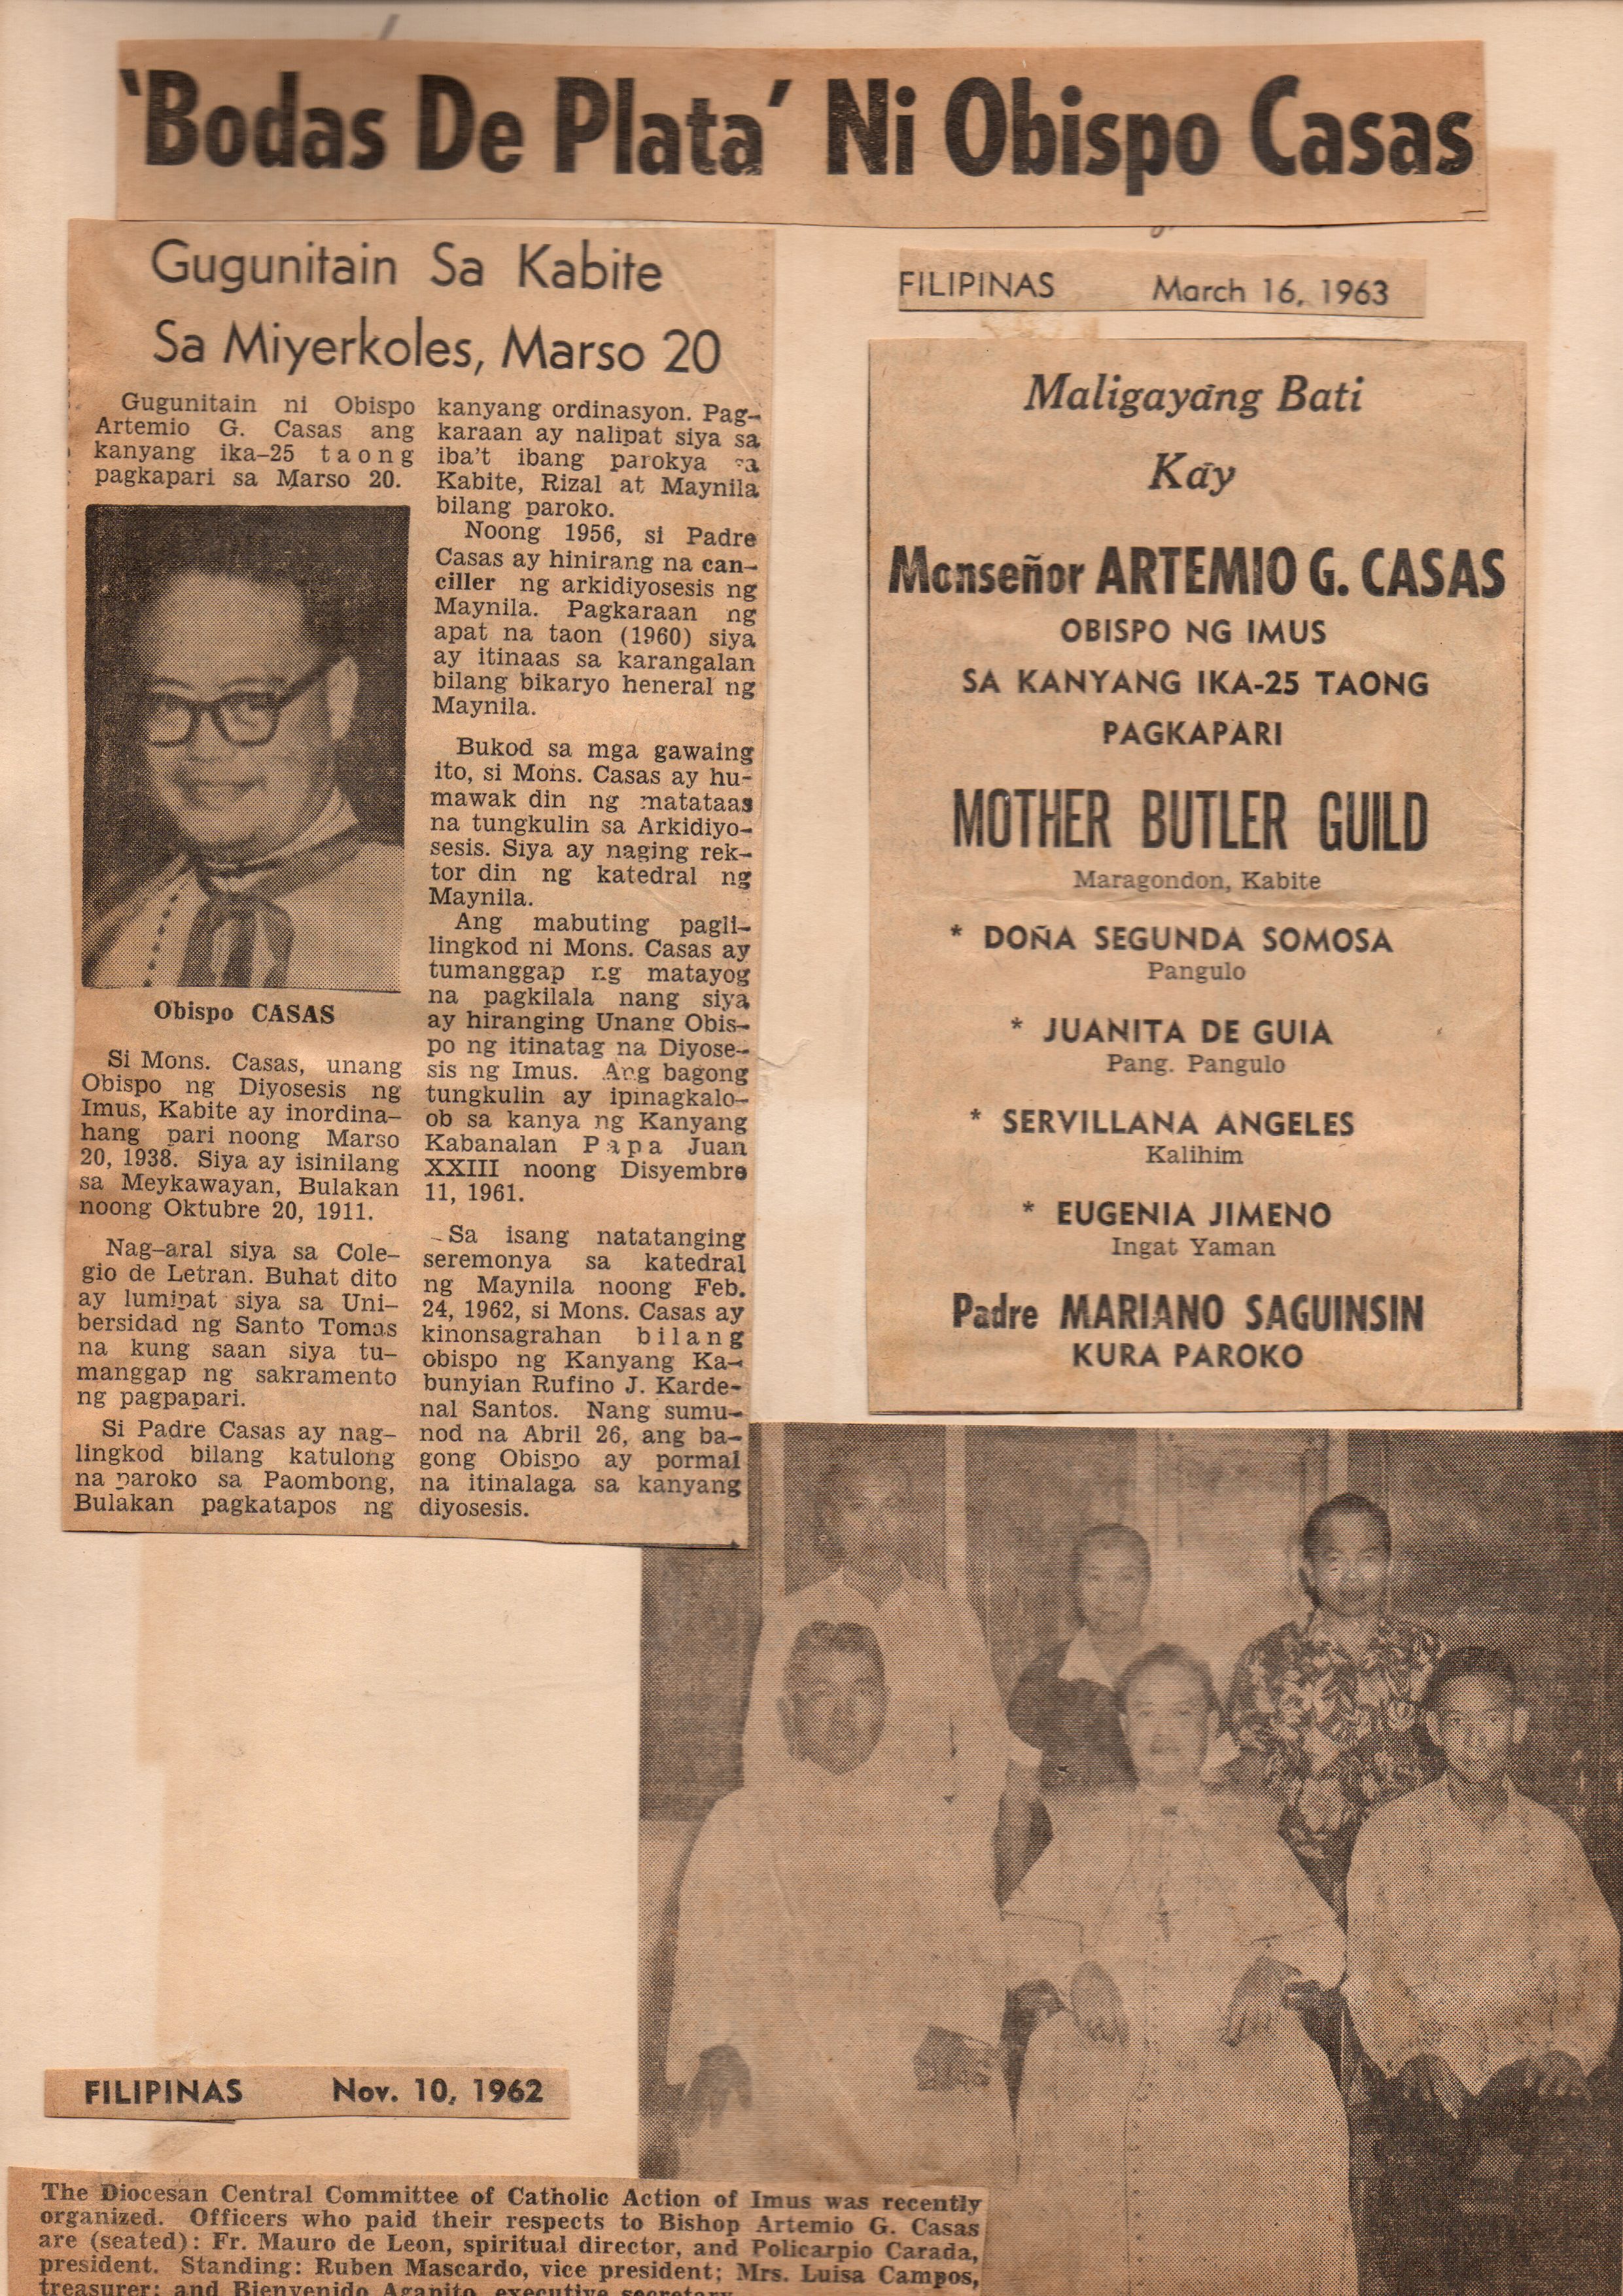 'Bodas De Plata' Ni Obispo Casas
Gugunitain Sa Kabite
Sa Miyerkoles, Marso 20
Gugunitain ni Obispo
Artemio G. Casas ang
kanyang ika-25 taong
pagkapari sa Marso 20.
Obispo CASAS
Si Mons. Casas, unang
Obispo ng Diyosesis ng
Imus, Kabite ay inordina-
hang pari noong Marso
20, 1938. Siya ay isinilang
sa Meykawayan, Bulakan
noong Oktubre 20, 1911.
Nag-aral siya sa Cole-
gio de Letran. Buhat dito
ay lumipat siya sa Uni-
bersidad ng Santo Tomas
na kung saan siya tu-
manggap ng sakramento
ng pagpapari.
Si Padre Casas ay nag-
lingkod bilang katulong
na paroko sa Paombong,
Bulakan pagkatapos ng
kanyang ordinasyon. Pag-
karaan ay nalipat siya sa
iba't ibang parokya sa
Kabite, Rizal at Maynila
bilang paroko.
Noong 1956, si Padre
Casas ay hinirang na can-
ciller ng arkidiyosesis ng
Maynila. Pagkaraan ng
apat na taon (1960) siya
ay itinaas sa karangalan
bilang bikaryo heneral ng
Maynila.
Bukod sa mga gawaing
ito, si Mons. Casas ay hu-
mawak din ng matataas
na tungkulin sa Arkidiyo-
sesis. Siya ay naging rek-
tor din ng katedral ng
Maynila.
Ang mabuting pagli-
lingkod ni Mons. Casas ay
tumanggap ng matayog
na pagkilala nang siya
ay hiranging Unang Obis-
po ng itinatag na Diyose-
sis ng Imus. Ang bagong
tungkulin ay ipinagkalo-
ob sa kanya ng Kanyang
Kabanalan Papa Juan
XXIII noong Disyembre
11, 1961.
Sa isang natatanging
seremonya sa katedral
ng Maynila noong Feb.
24, 1962, si Mons. Casas ay
kinonsagrahan bilang
obispo ng Kanyang Ka-
bunyian Rufino J. Karde-
nal Santos. Nang sumu-
nod na Abril 26, ang ba-
gong Obispo ay pormal
na itinalaga sa kanyang
diyosesis.
FILIPINAS March 16, 1963
Maligayang Bati
Kay
Monseñor ARTEMIO G. CASAS
OBISPO NG IMUS
SA KANYANG IKA-25 TAONG
PAGKAPARI
MOTHER BUTLER GUILD
Maragondon, Kabite
* DOÑA SEGUNDA SOMOSA
Pangulo
* JUANITA DE GUIA
Pang. Pangulo
* SERVILLANA ANGELES
Kalihim
* EUGENIA JIMENO
Ingat Yaman
Padre MARIANO SAGUINSIN
KURA PAROKO
FILIPINAS Nov. 10, 1962
The Diocesan Central Committee of Catholic Action of Imus was recently
organized. Officers who paid their respects to Bishop Artemio G. Casas
are (seated): Fr. Mauro de Leon, spiritual director, and Policarpio Carada,
president. Standing: Ruben Mascardo, vice president; Mrs. Luisa Campos,
treasurer; and Bienvenido Agapito, executive secretary.